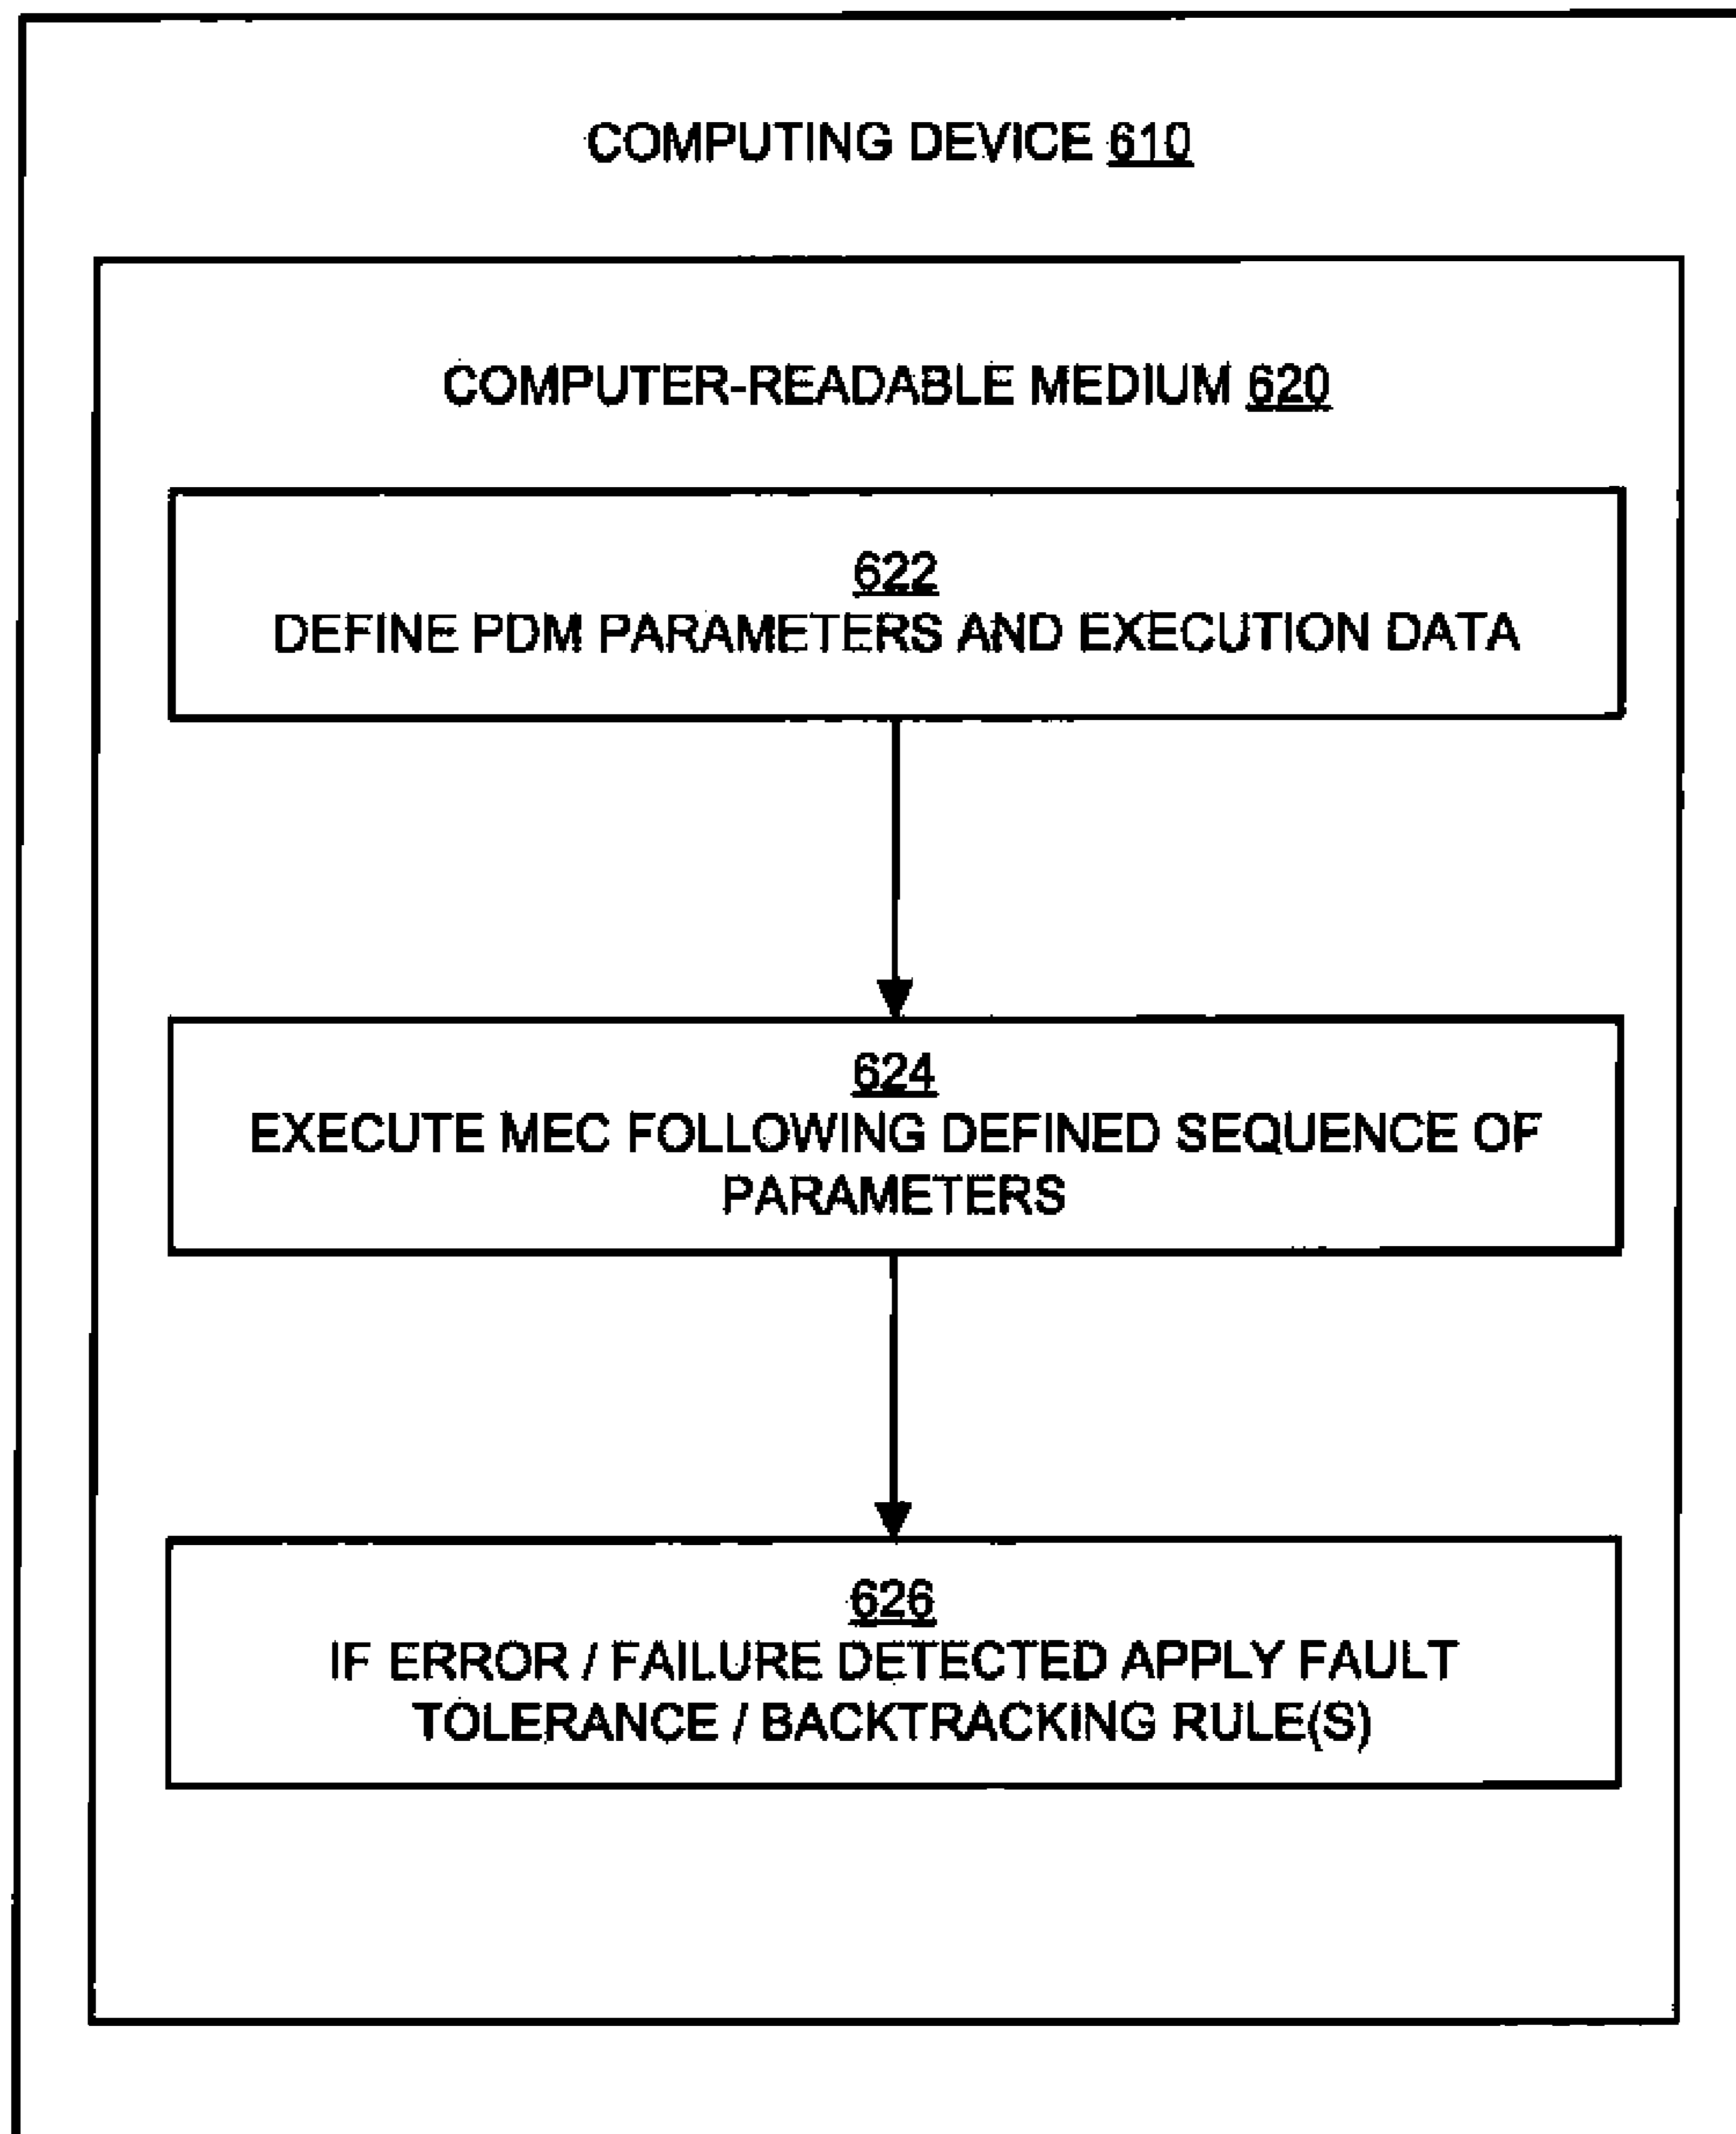 COMPUTING DEVICE 610
COMPUTER-READABLE MEDIUM 620
622
DEFINE PDM PARAMETERS AND EXECUTION DATA
624
EXECUTE MEC FOLLOWING DEFINED SEQUENCE OF
PARAMETERS
626
IF ERROR / FAILURE DETECTED APPLY FAULT
TOLERANCE / BACKTRACKING RULE(S)